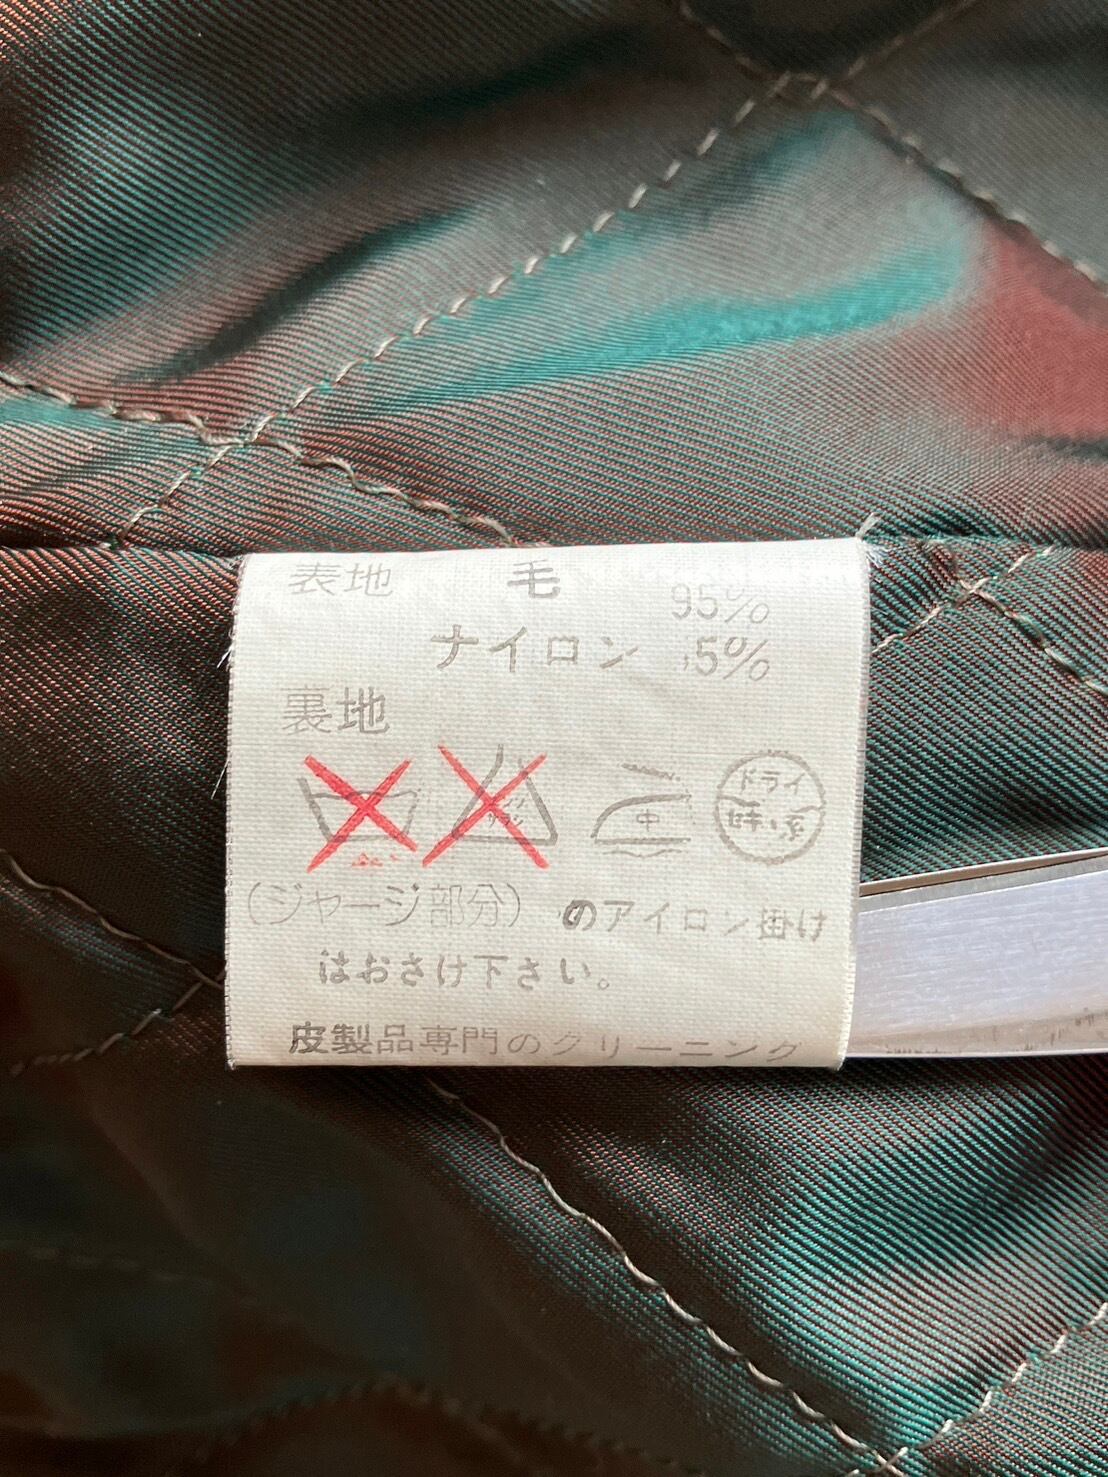 表地 毛 95%
ナイロン 5%
裏地
中 ドライ
(ジャージ部分)のアイロン掛け
はおさけ下さい。
皮製品専門のクリーニング